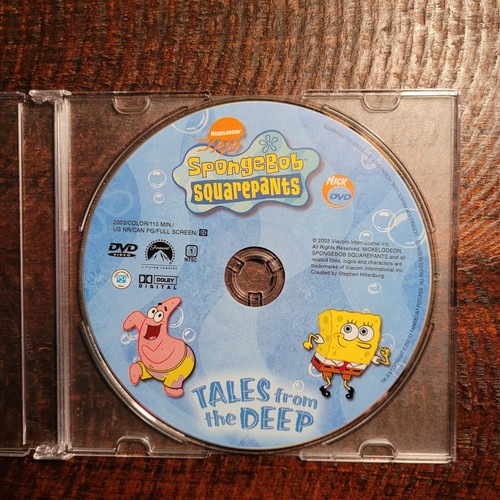 NICKELODEON
SpongeBob
SQUAREPANTS
NICK
DVD
2003/COLOR/110 MIN./
US NR/CAN PG/FULL SCREEN/
DVD
VIDEO
1
NTSC
DOLBY
DIGITAL
© 2003 Viacom International Inc.
All Rights Reserved. NICKELODEON,
SPONGEBOB SQUAREPANTS and all
related titles, logos and characters are
trademarks of Viacom International Inc.
Created by Stephen Hillenburg.
TALES from
the DEEP